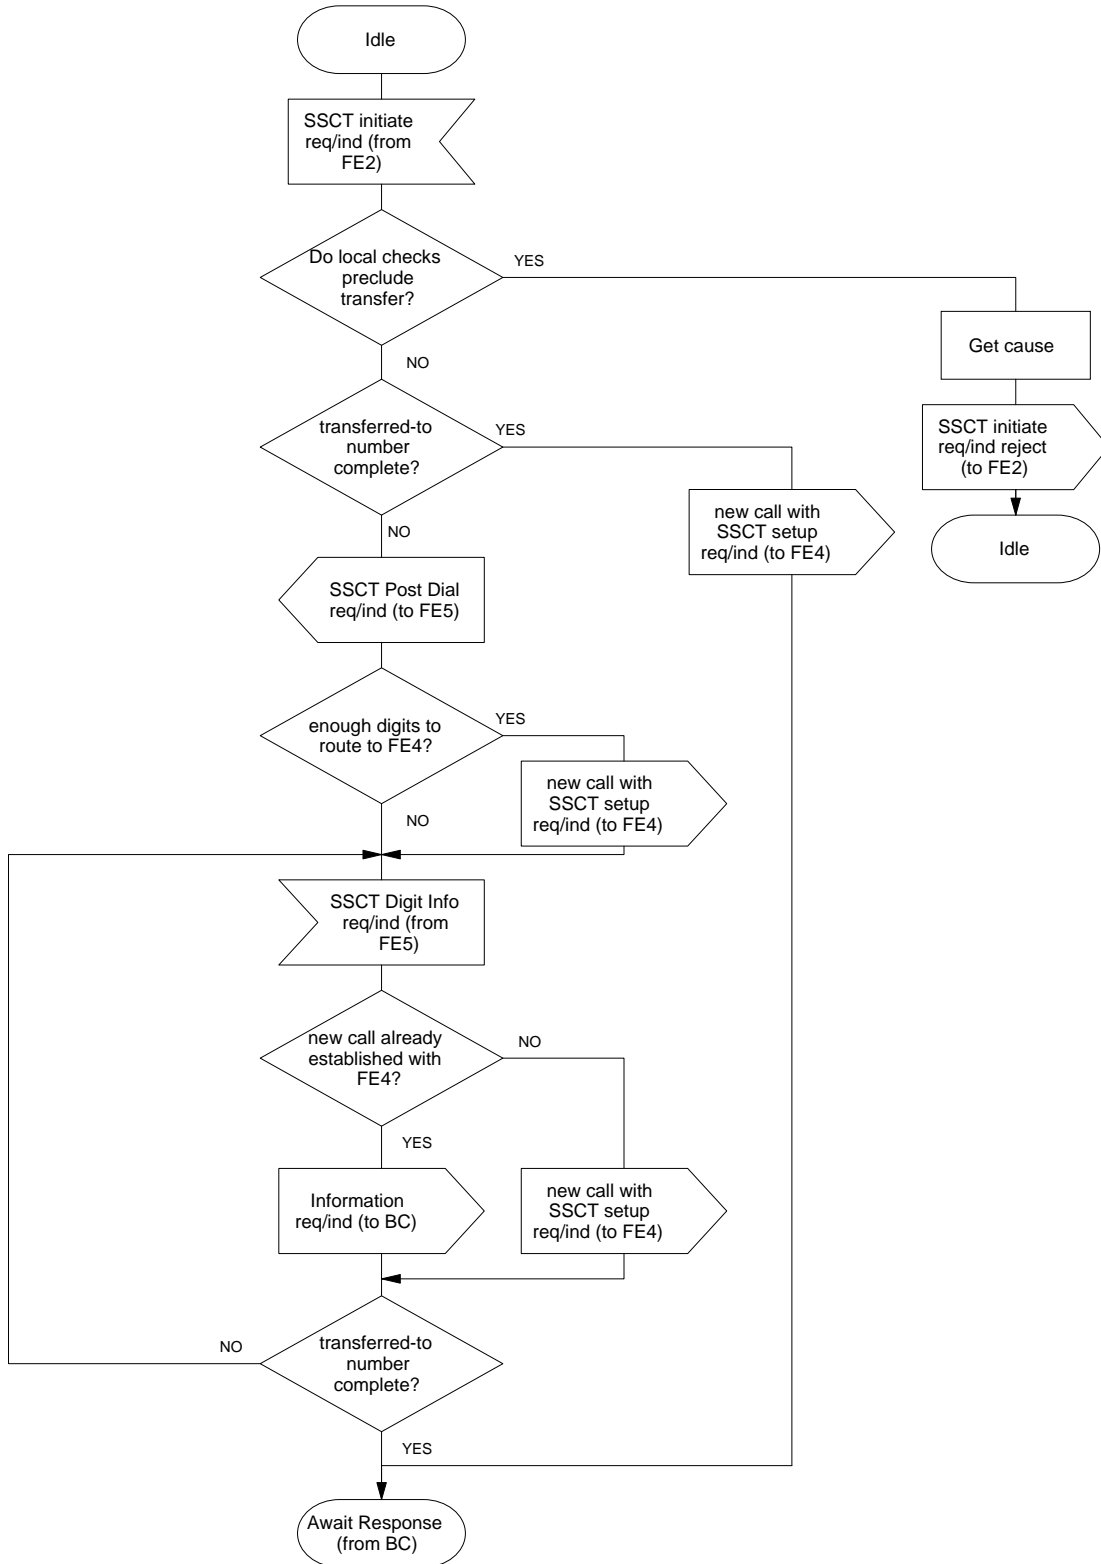 Idle
SSCT initiate
req/ind (from
FE2)
Do local checks
preclude
transfer?
YES
NO
Get cause
SSCT initiate
req/ind reject
(to FE2)
Idle
transferred-to
number
complete?
YES
NO
new call with
SSCT setup
req/ind (to FE4)
SSCT Post Dial
req/ind (to FE5)
enough digits to
route to FE4?
YES
NO
new call with
SSCT setup
req/ind (to FE4)
SSCT Digit Info
req/ind (from
FE5)
new call already
established with
FE4?
NO
YES
Information
req/ind (to BC)
new call with
SSCT setup
req/ind (to FE4)
transferred-to
number
complete?
NO
YES
Await Response
(from BC)